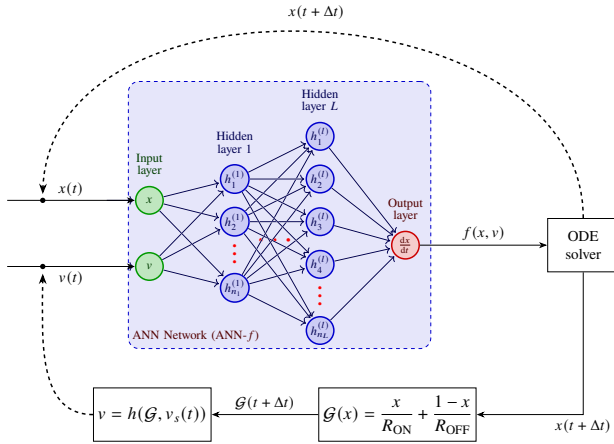 x(t + Δt)
Hidden
layer L
Hidden
layer 1
Input
layer
Output
layer
x(t)
v(t)
x
v
h_1^{(1)}
h_2^{(1)}
h_{n_1}^{(1)}
h_1^{(l)}
h_2^{(l)}
h_3^{(l)}
h_4^{(l)}
h_{n_L}^{(l)}
dx/dt
f(x, v)
ODE
solver
ANN Network (ANN-f)
v = h(𝒢, v_s(t))
𝒢(t + Δt)
𝒢(x) = x/R_ON + (1 − x)/R_OFF
x(t + Δt)